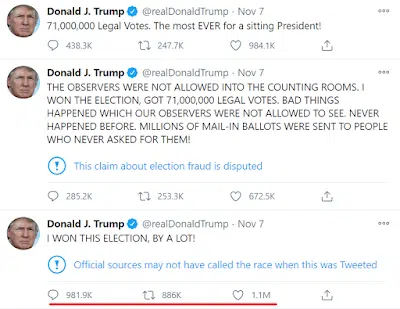 Donald J. Trump @realDonaldTrump · Nov 7
71,000,000 Legal Votes. The most EVER for a sitting President!
438.3K 247.7K 984.1K
Donald J. Trump @realDonaldTrump · Nov 7
THE OBSERVERS WERE NOT ALLOWED INTO THE COUNTING ROOMS. I
WON THE ELECTION, GOT 71,000,000 LEGAL VOTES. BAD THINGS
HAPPENED WHICH OUR OBSERVERS WERE NOT ALLOWED TO SEE. NEVER
HAPPENED BEFORE. MILLIONS OF MAIL-IN BALLOTS WERE SENT TO PEOPLE
WHO NEVER ASKED FOR THEM!
This claim about election fraud is disputed
285.2K 253.3K 672.5K
Donald J. Trump @realDonaldTrump · Nov 7
I WON THIS ELECTION, BY A LOT!
Official sources may not have called the race when this was Tweeted
981.9K 886K 1.1M